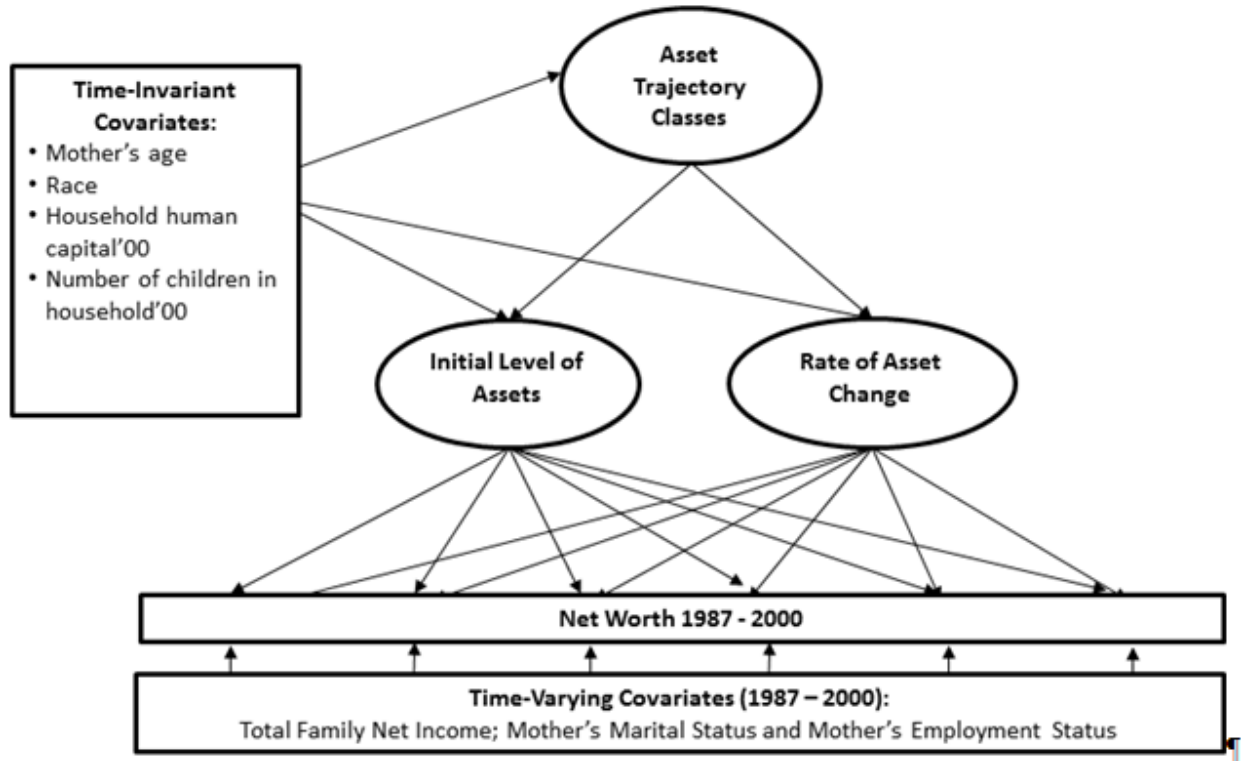 Asset
Trajectory
Classes
Time-Invariant
Covariates:
• Mother's age
• Race
• Household human
capital'00
• Number of children in
household'00
Initial Level of
Assets
Rate of Asset
Change
Net Worth 1987 - 2000
Time-Varying Covariates (1987 – 2000):
Total Family Net Income; Mother's Marital Status and Mother's Employment Status
¶